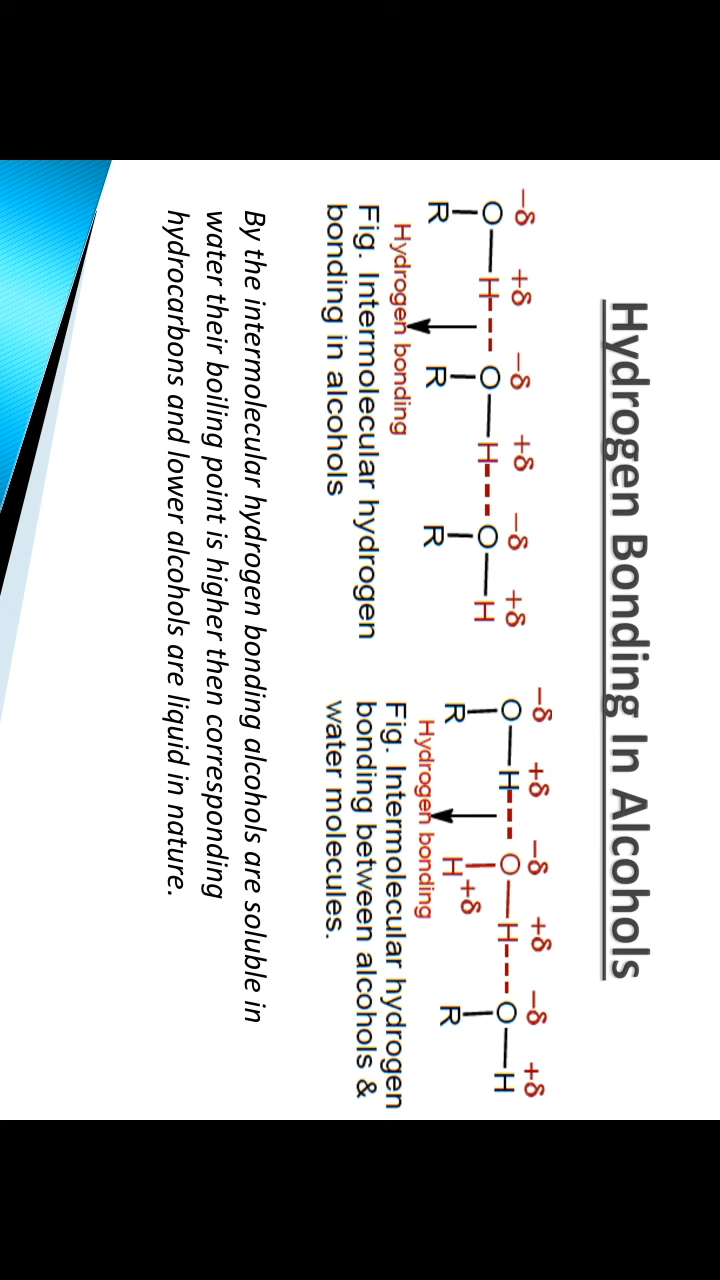 Hydrogen Bonding In Alcohols
−δ +δ −δ +δ −δ +δ
O—H---O—H---O—H
R R R
Hydrogen bonding
Fig. Intermolecular hydrogen
bonding in alcohols
−δ +δ −δ +δ −δ +δ
O—H---O—H---O—H
R H +δ R
Hydrogen bonding
Fig. Intermolecular hydrogen
bonding between alcohols &
water molecules.
By the intermolecular hydrogen bonding alcohols are soluble in
water their boiling point is higher then corresponding
hydrocarbons and lower alcohols are liquid in nature.